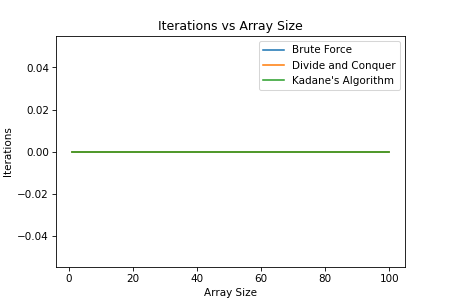 Iterations vs Array Size
Brute Force
Divide and Conquer
Kadane's Algorithm
Iterations
0.04
0.02
0.00
−0.02
−0.04
0 20 40 60 80 100
Array Size